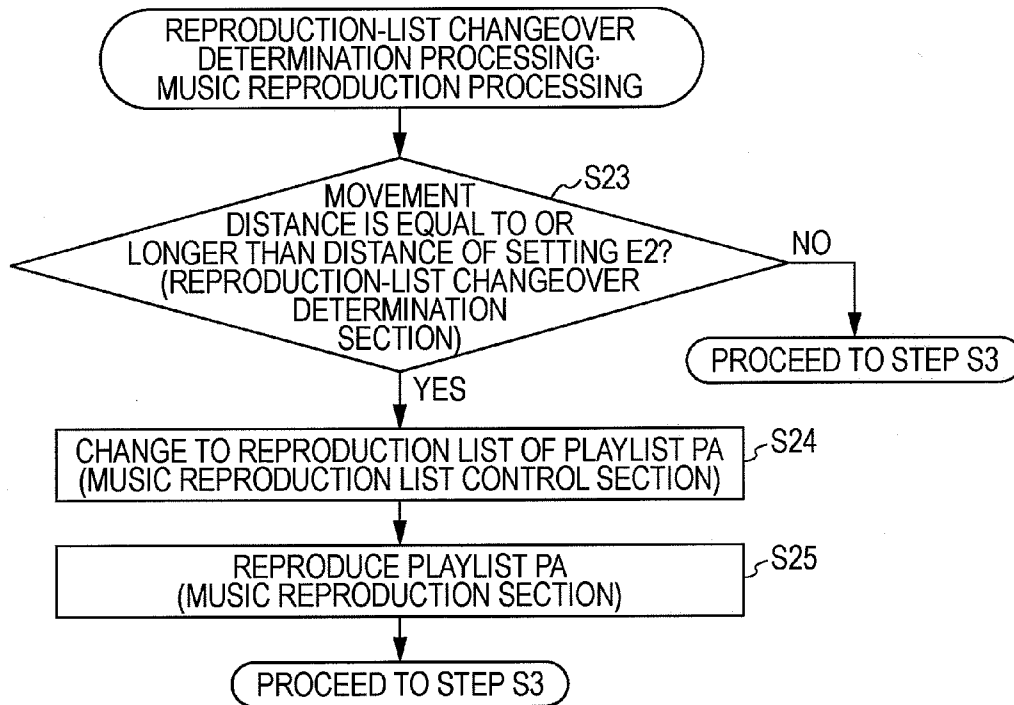 REPRODUCTION-LIST CHANGEOVER
DETERMINATION PROCESSING·
MUSIC REPRODUCTION PROCESSING
S23
MOVEMENT
DISTANCE IS EQUAL TO OR
LONGER THAN DISTANCE OF SETTING E2?
(REPRODUCTION-LIST CHANGEOVER
DETERMINATION
SECTION)
NO
PROCEED TO STEP S3
YES
CHANGE TO REPRODUCTION LIST OF PLAYLIST PA
(MUSIC REPRODUCTION LIST CONTROL SECTION)
S24
REPRODUCE PLAYLIST PA
(MUSIC REPRODUCTION SECTION)
S25
PROCEED TO STEP S3